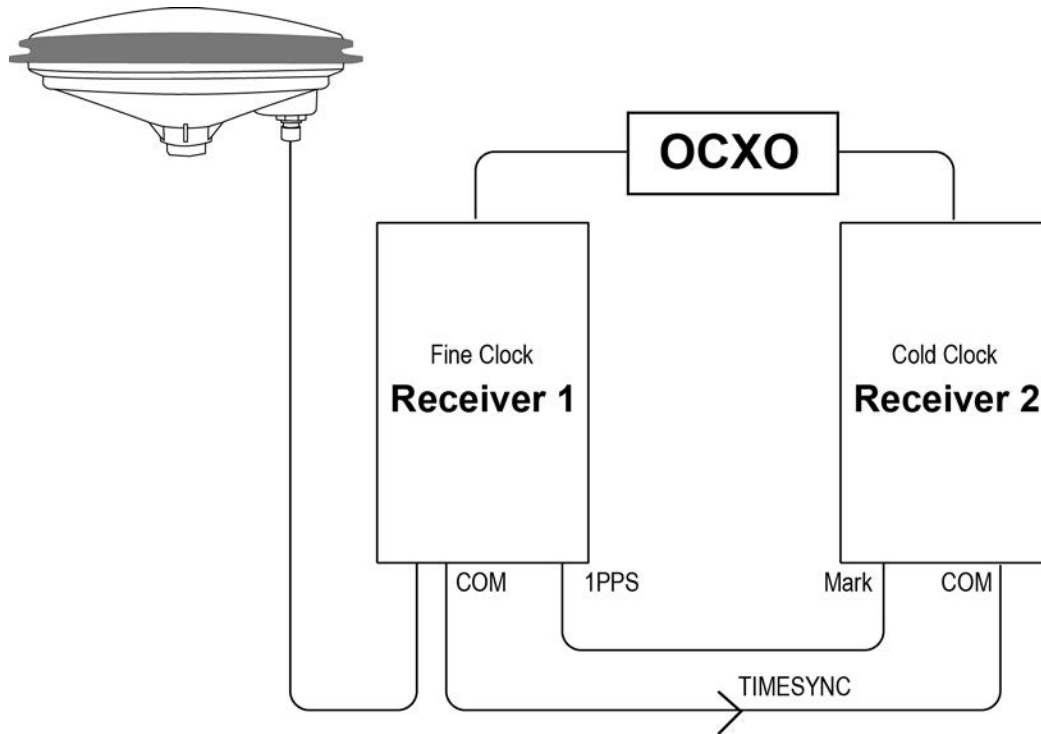 OCXO
Fine Clock
Receiver 1
Cold Clock
Receiver 2
COM
1PPS
Mark
COM
TIMESYNC